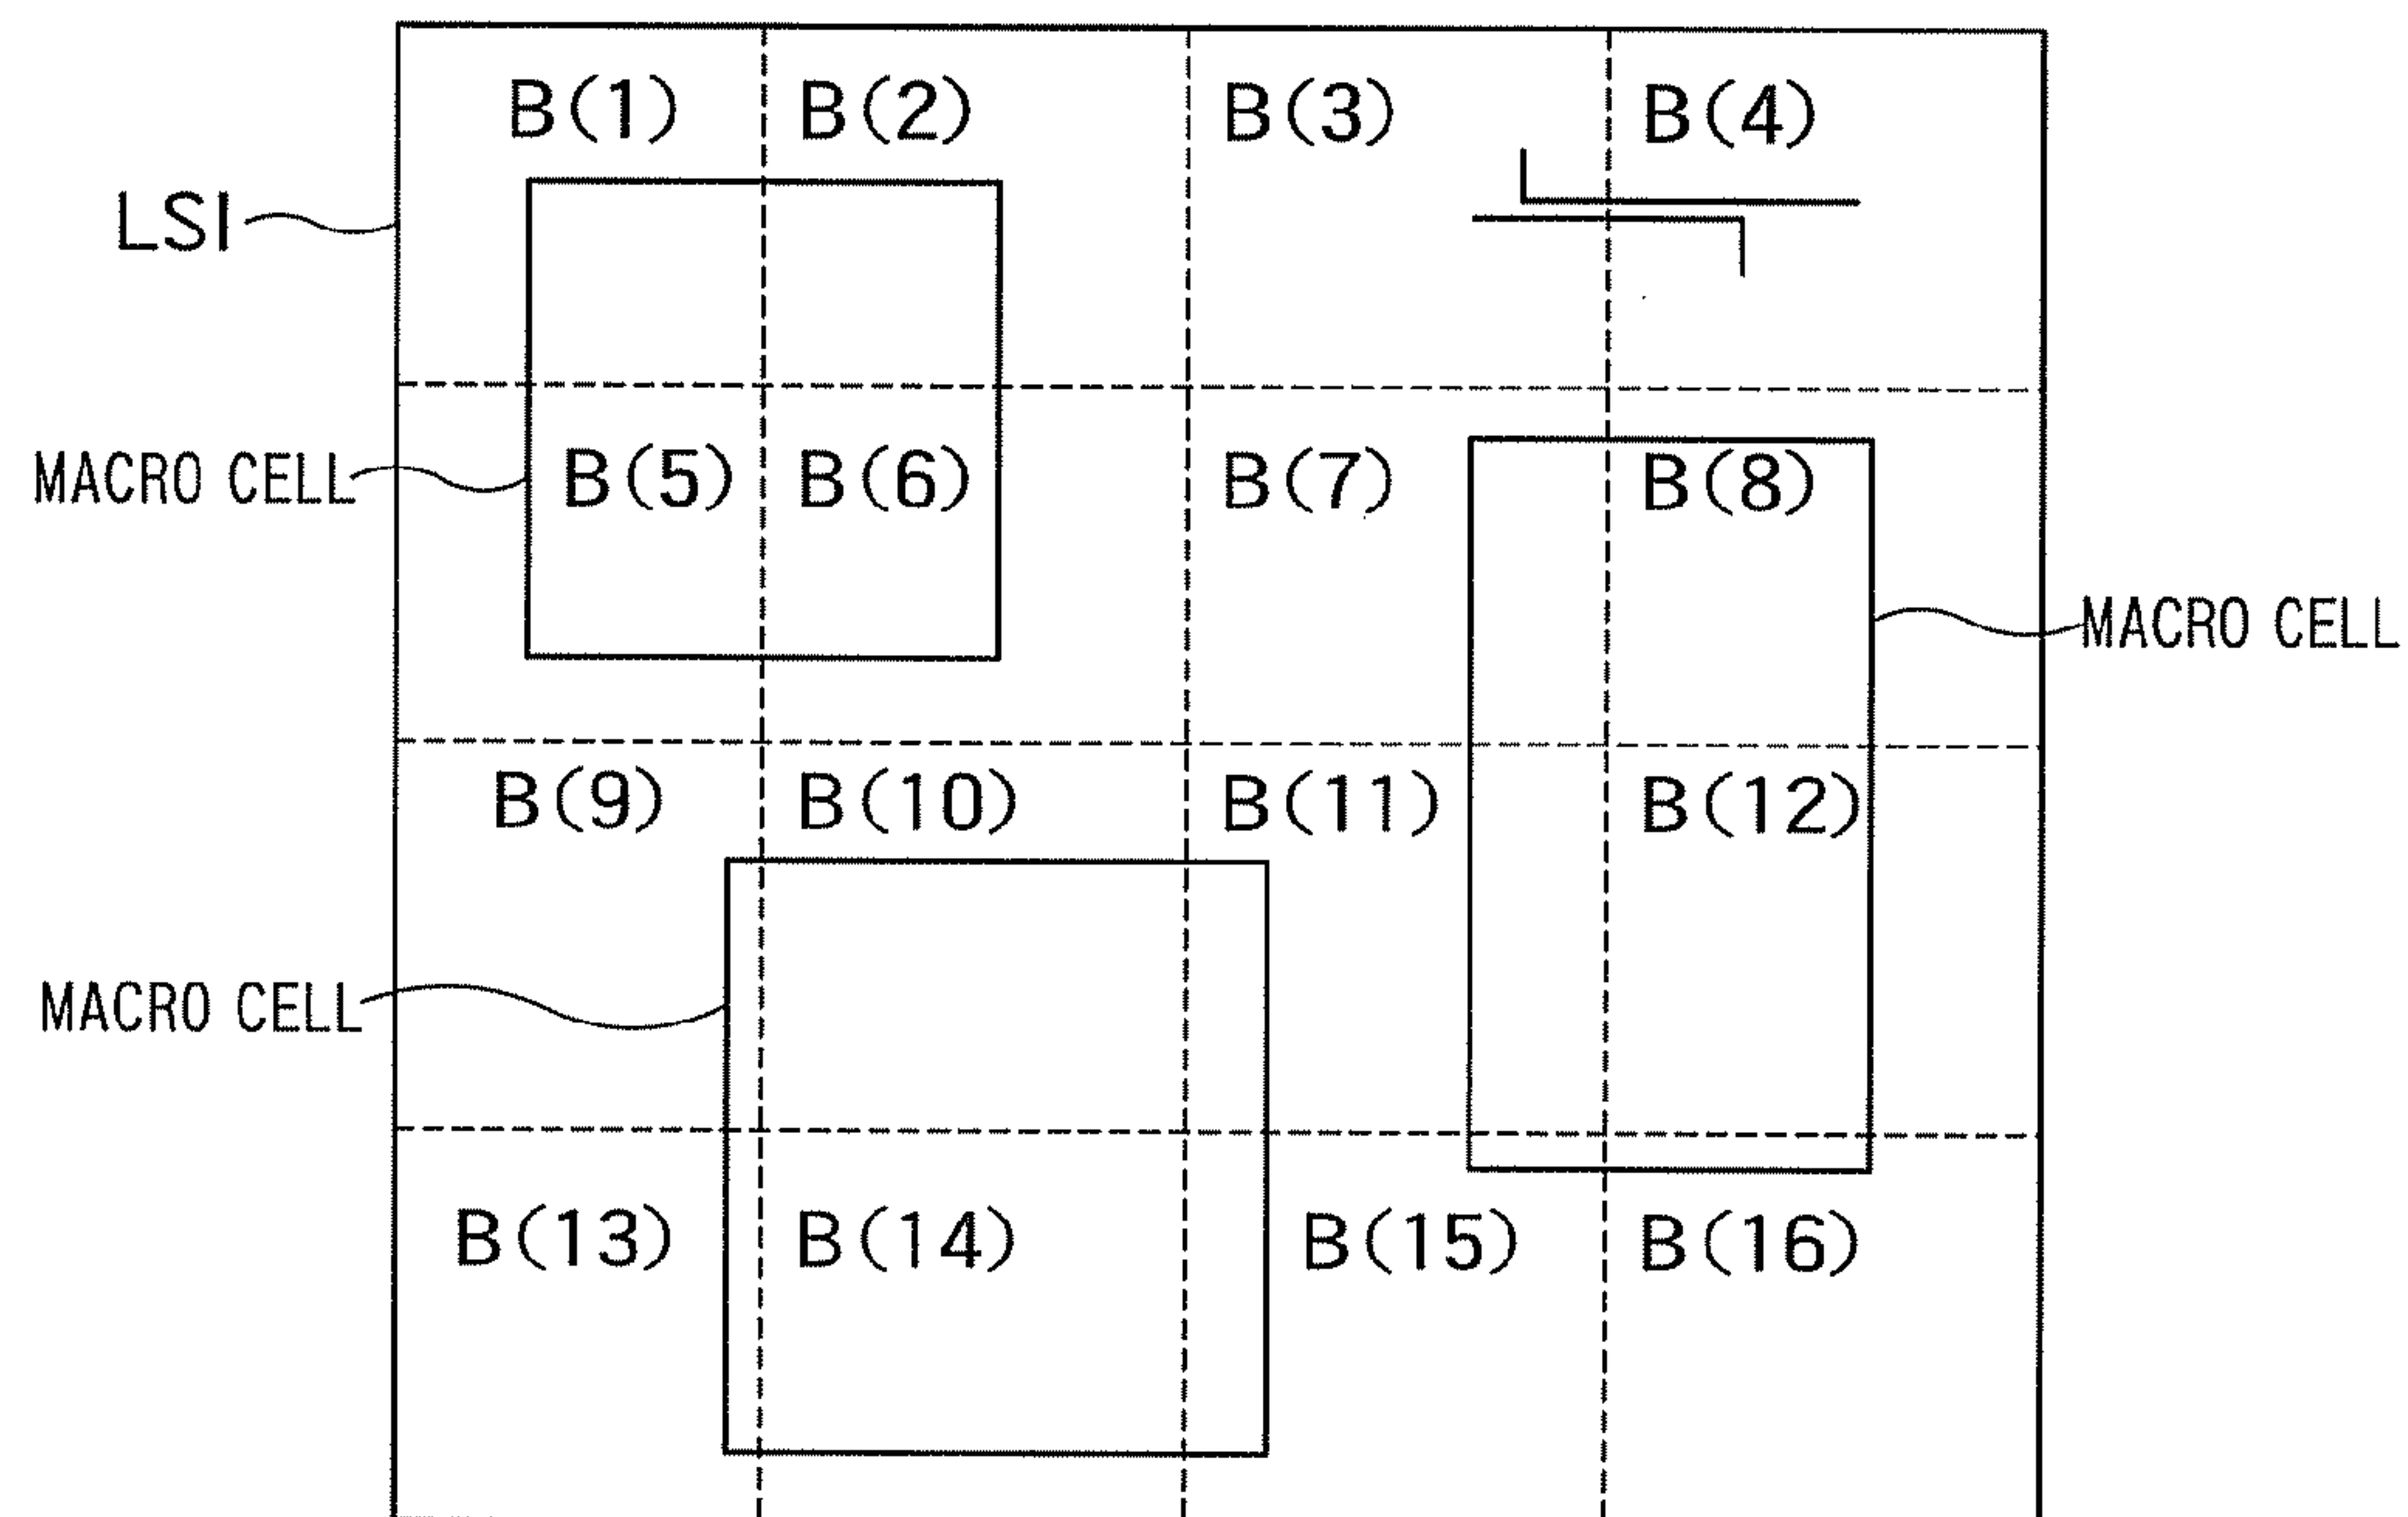 B(1) B(2) B(3) B(4)
LSI
MACRO CELL B(5) B(6) B(7) B(8)
MACRO CELL
B(9) B(10) B(11) B(12)
MACRO CELL
B(13) B(14) B(15) B(16)